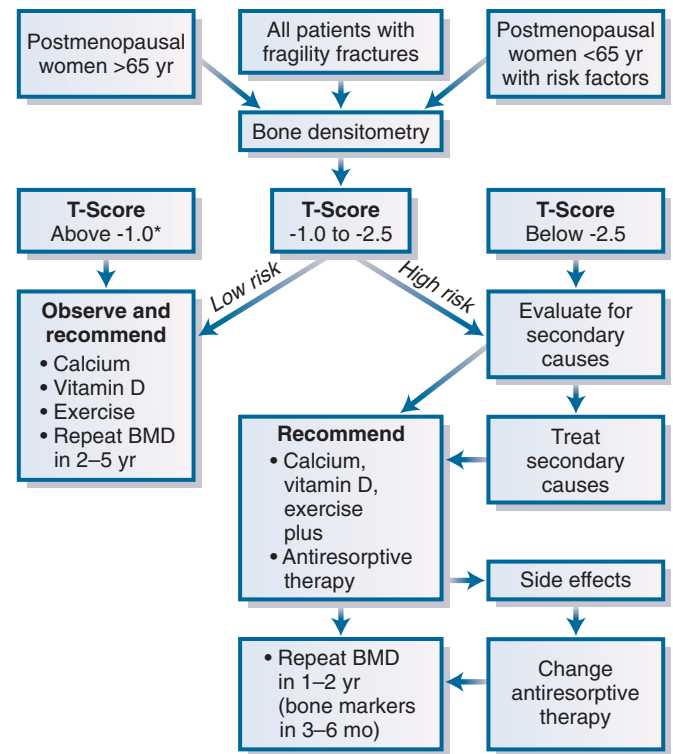 Postmenopausal
women >65 yr
All patients with
fragility fractures
Postmenopausal
women <65 yr
with risk factors
Bone densitometry
T-Score
Above -1.0*
T-Score
-1.0 to -2.5
T-Score
Below -2.5
Low risk
High risk
Observe and
recommend
• Calcium
• Vitamin D
• Exercise
• Repeat BMD
in 2–5 yr
Evaluate for
secondary
causes
Recommend
• Calcium,
vitamin D,
exercise
plus
• Antiresorptive
therapy
Treat
secondary
causes
Side effects
• Repeat BMD
in 1–2 yr
(bone markers
in 3–6 mo)
Change
antiresorptive
therapy